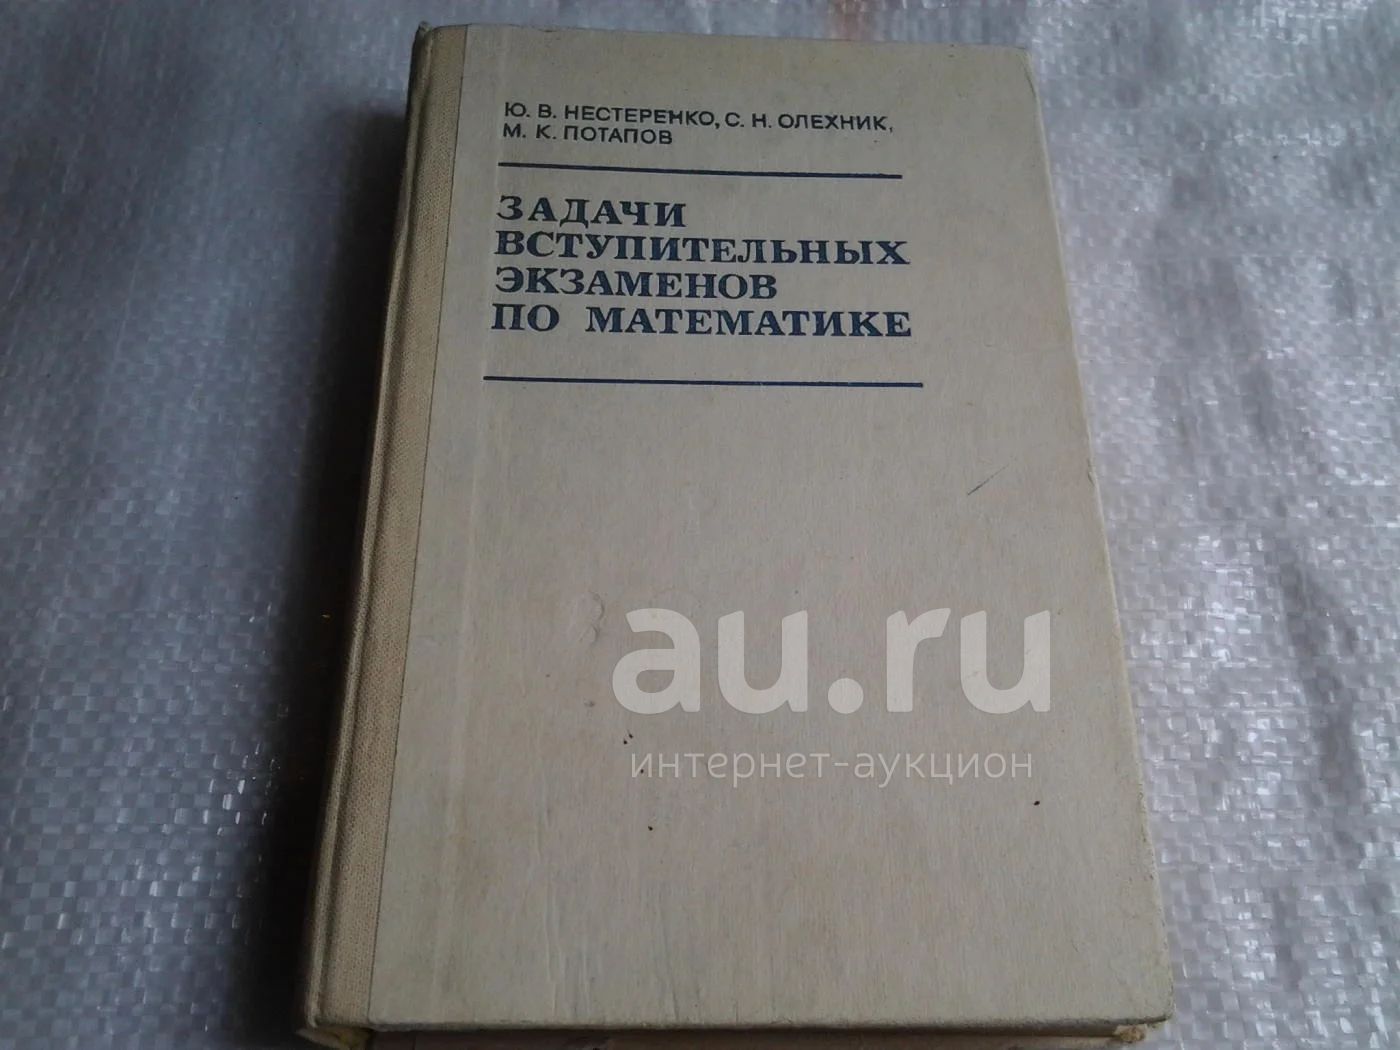 Ю. В. НЕСТЕРЕНКО, С. Н. ОЛЕХНИК,
М. К. ПОТАПОВ
ЗАДАЧИ
ВСТУПИТЕЛЬНЫХ
ЭКЗАМЕНОВ
ПО МАТЕМАТИКЕ
au.ru
интернет-аукцион